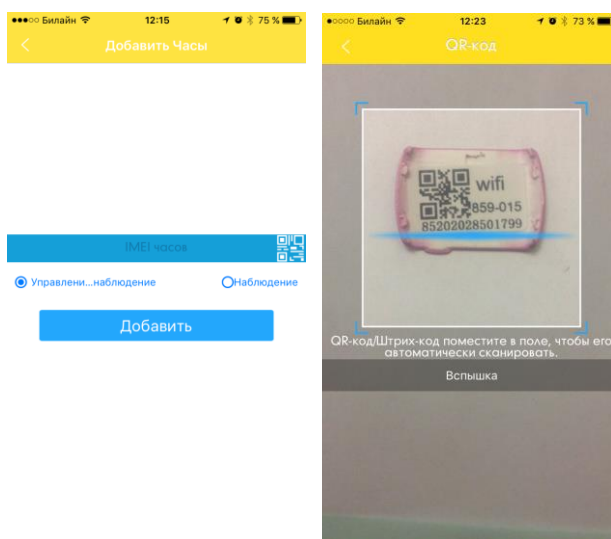 Билайн 12:15 75 %
Добавить Часы
IMEI часов
Управлени...наблюдение
Наблюдение
Добавить
Билайн 12:23 73 %
QR-код
wifi
859-015
85202028501799
QR-код/Штрих-код поместите в поле, чтобы его
автоматически сканировать.
Вспышка